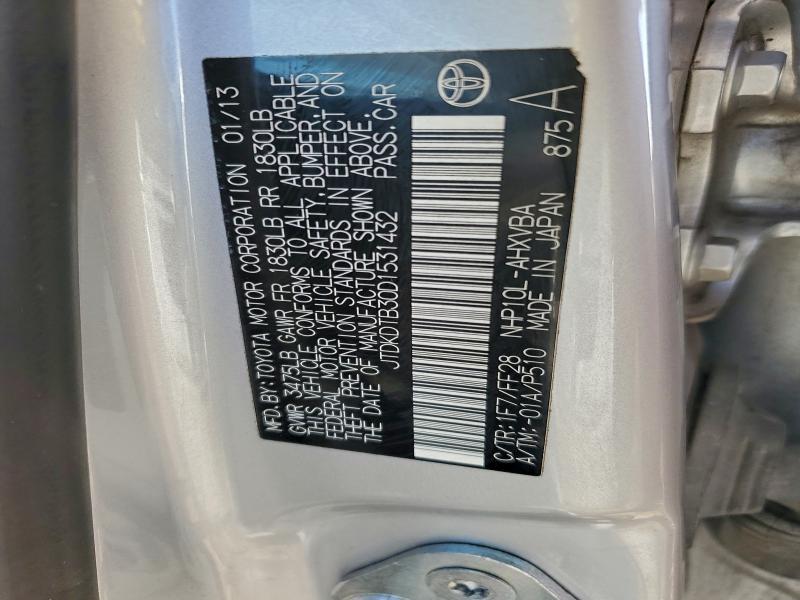 MFD. BY: TOYOTA MOTOR CORPORATION 01/13
GVWR 3475LB GAWR FR 1830LB RR 1830LB
THIS VEHICLE CONFORMS TO ALL APPLICABLE
FEDERAL MOTOR VEHICLE SAFETY, BUMPER, AND
THEFT PREVENTION STANDARDS IN EFFECT ON
THE DATE OF MANUFACTURE SHOWN ABOVE.
JTDKDTB30D1531432 PASS. CAR
C/TR: 1F7/FF28 NHP10L-AHXVBA
A/TM: -01A/P510 MADE IN JAPAN 875 A